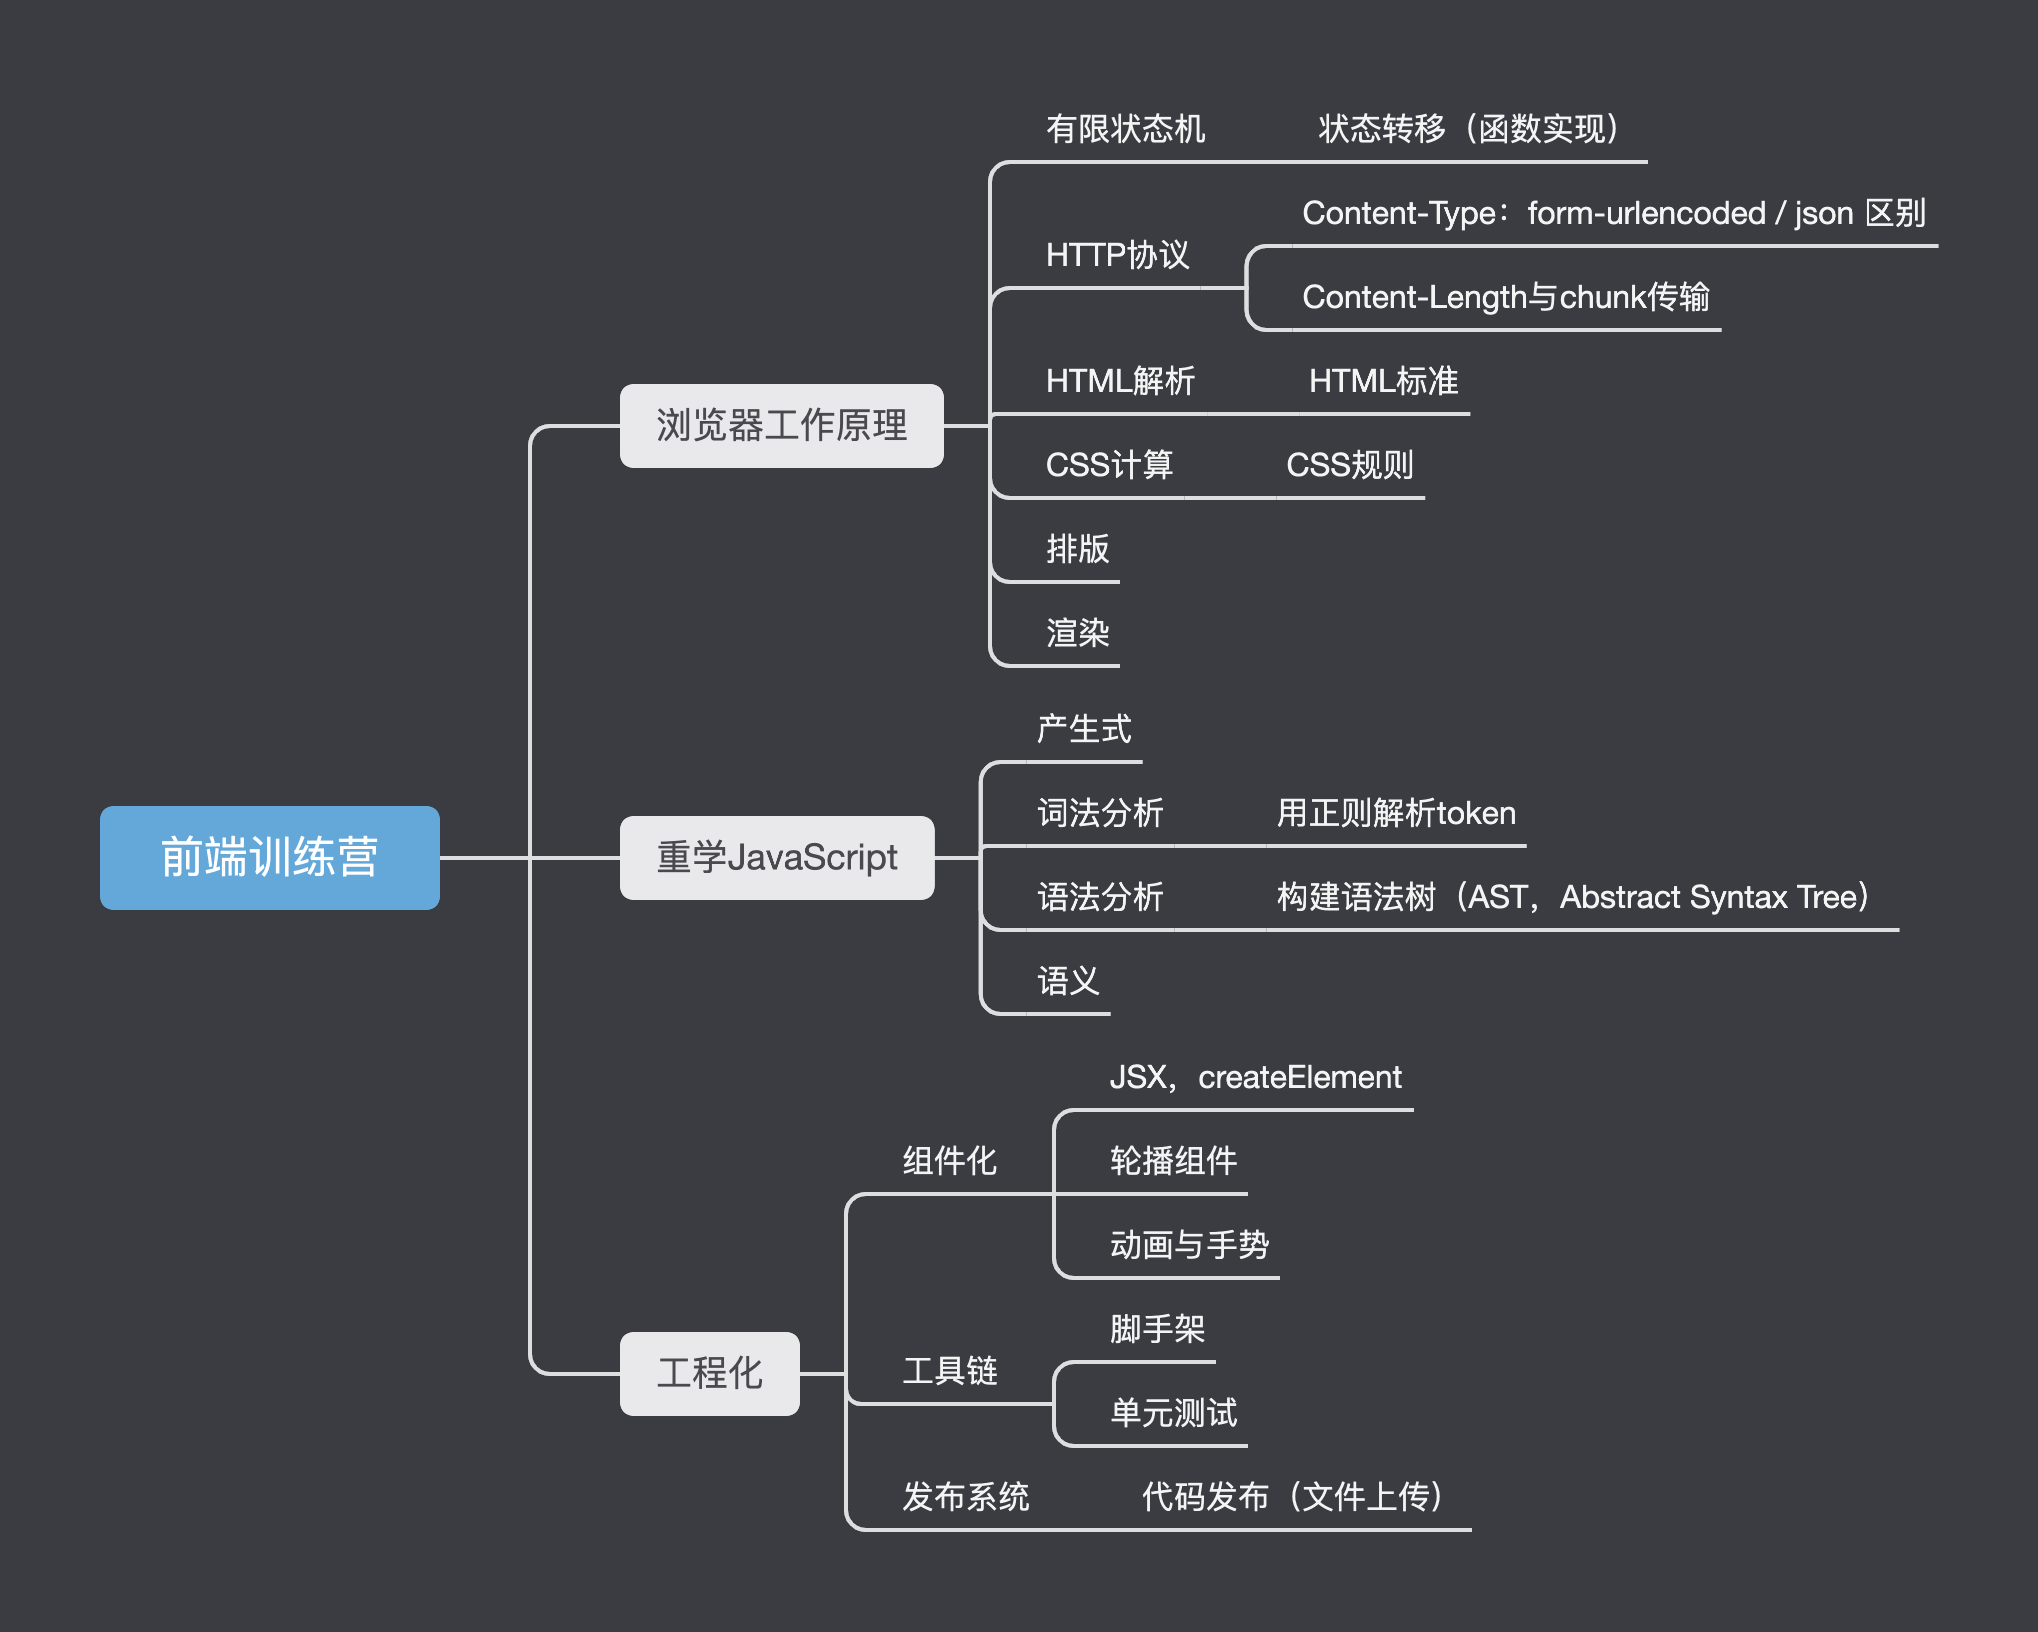 前端训练营
浏览器工作原理
有限状态机
状态转移（函数实现）
HTTP协议
Content-Type：form-urlencoded / json 区别
Content-Length与chunk传输
HTML解析
HTML标准
CSS计算
CSS规则
排版
渲染
重学JavaScript
产生式
词法分析
用正则解析token
语法分析
构建语法树（AST，Abstract Syntax Tree）
语义
工程化
组件化
JSX，createElement
轮播组件
动画与手势
工具链
脚手架
单元测试
发布系统
代码发布（文件上传）